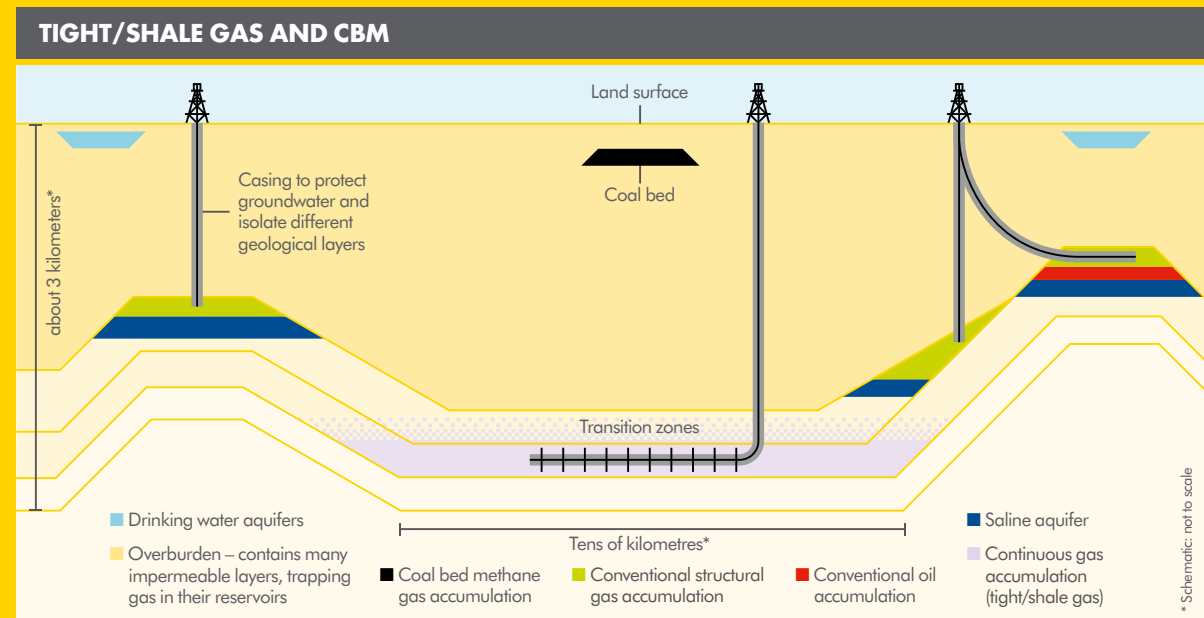 TIGHT/SHALE GAS AND CBM
Land surface
Coal bed
Casing to protect
groundwater and
isolate different
geological layers
about 3 kilometers*
Transition zones
Tens of kilometres*
Drinking water aquifers
Overburden – contains many
impermeable layers, trapping
gas in their reservoirs
Coal bed methane
gas accumulation
Conventional structural
gas accumulation
Conventional oil
accumulation
Saline aquifer
Continuous gas
accumulation
(tight/shale gas)
* Schematic: not to scale